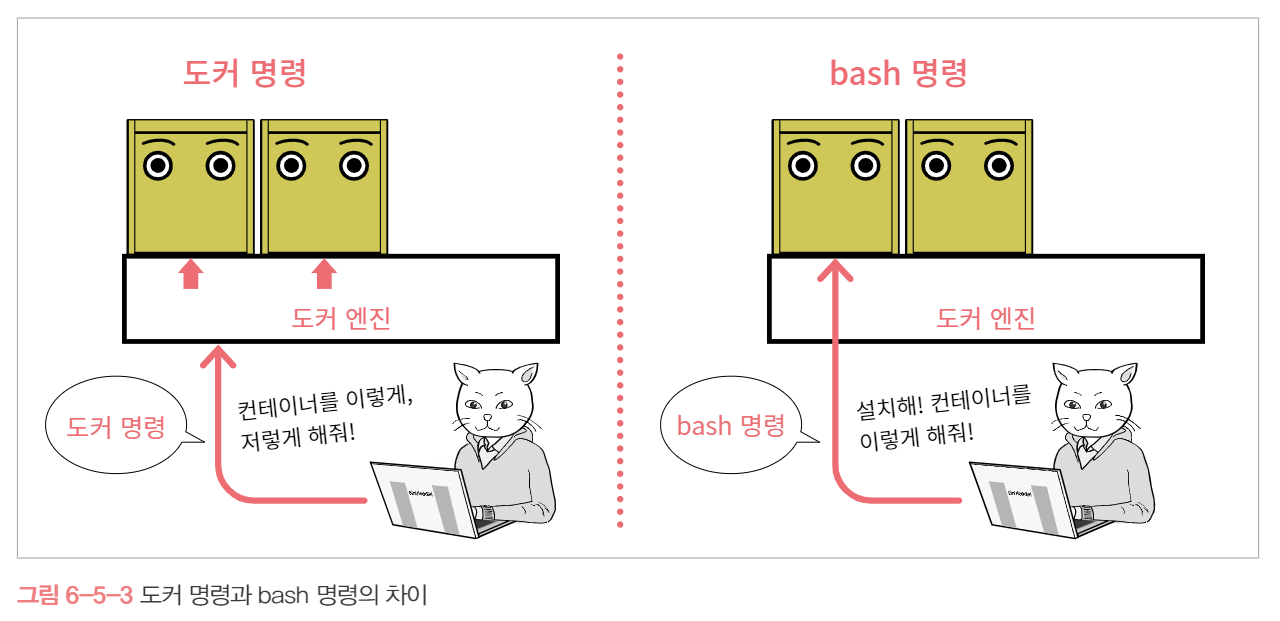 도커 명령
도커 엔진
도커 명령
컨테이너를 이렇게,
저렇게 해줘!
bash 명령
도커 엔진
bash 명령
설치해! 컨테이너를
이렇게 해줘!
그림 6-5-3 도커 명령과 bash 명령의 차이